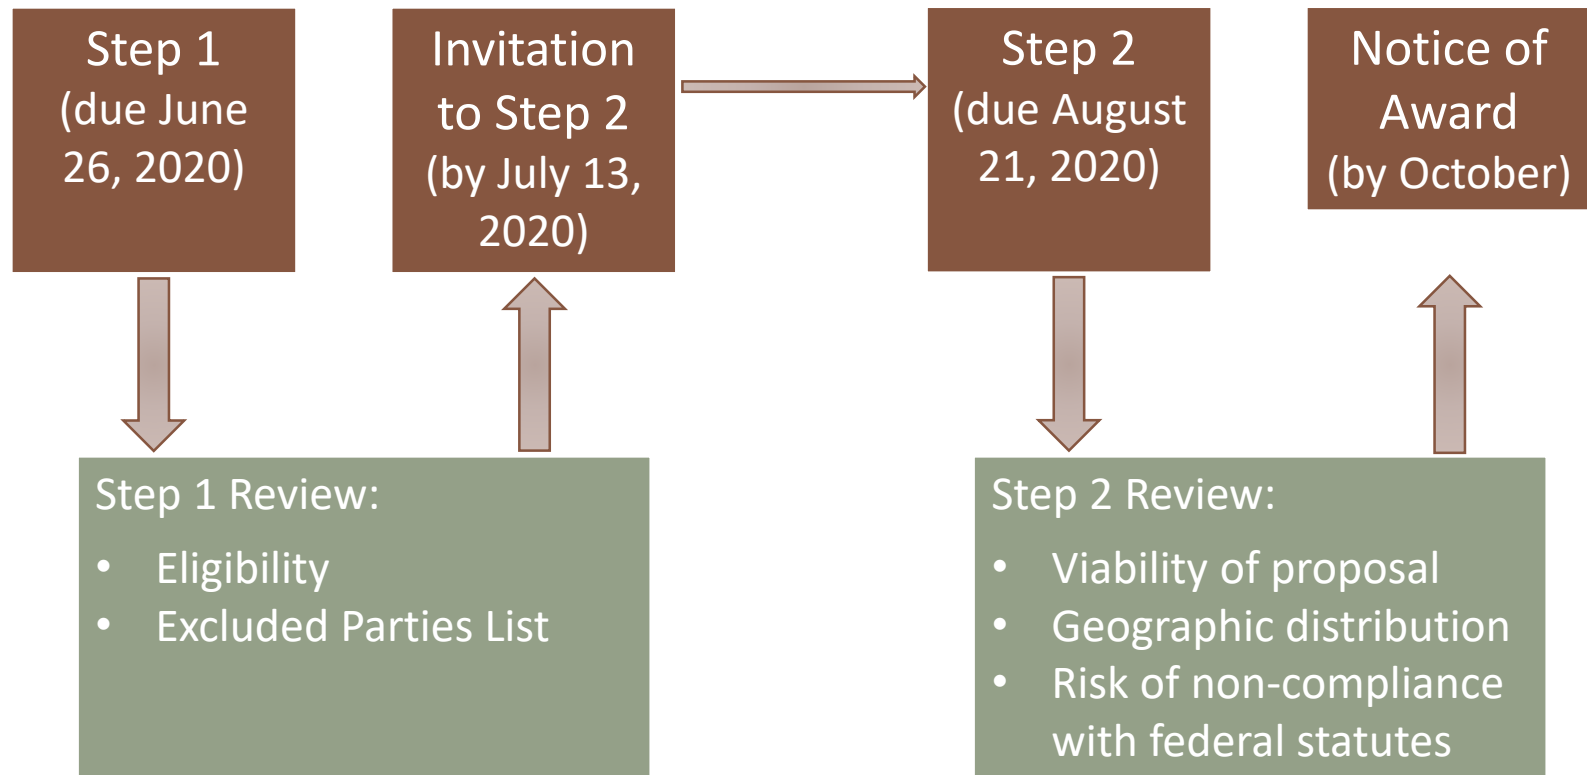 Step 1
(due June
26, 2020)
Invitation
to Step 2
(by July 13,
2020)
Step 2
(due August
21, 2020)
Notice of
Award
(by October)
Step 1 Review:
• Eligibility
• Excluded Parties List
Step 2 Review:
• Viability of proposal
• Geographic distribution
• Risk of non-compliance
with federal statutes